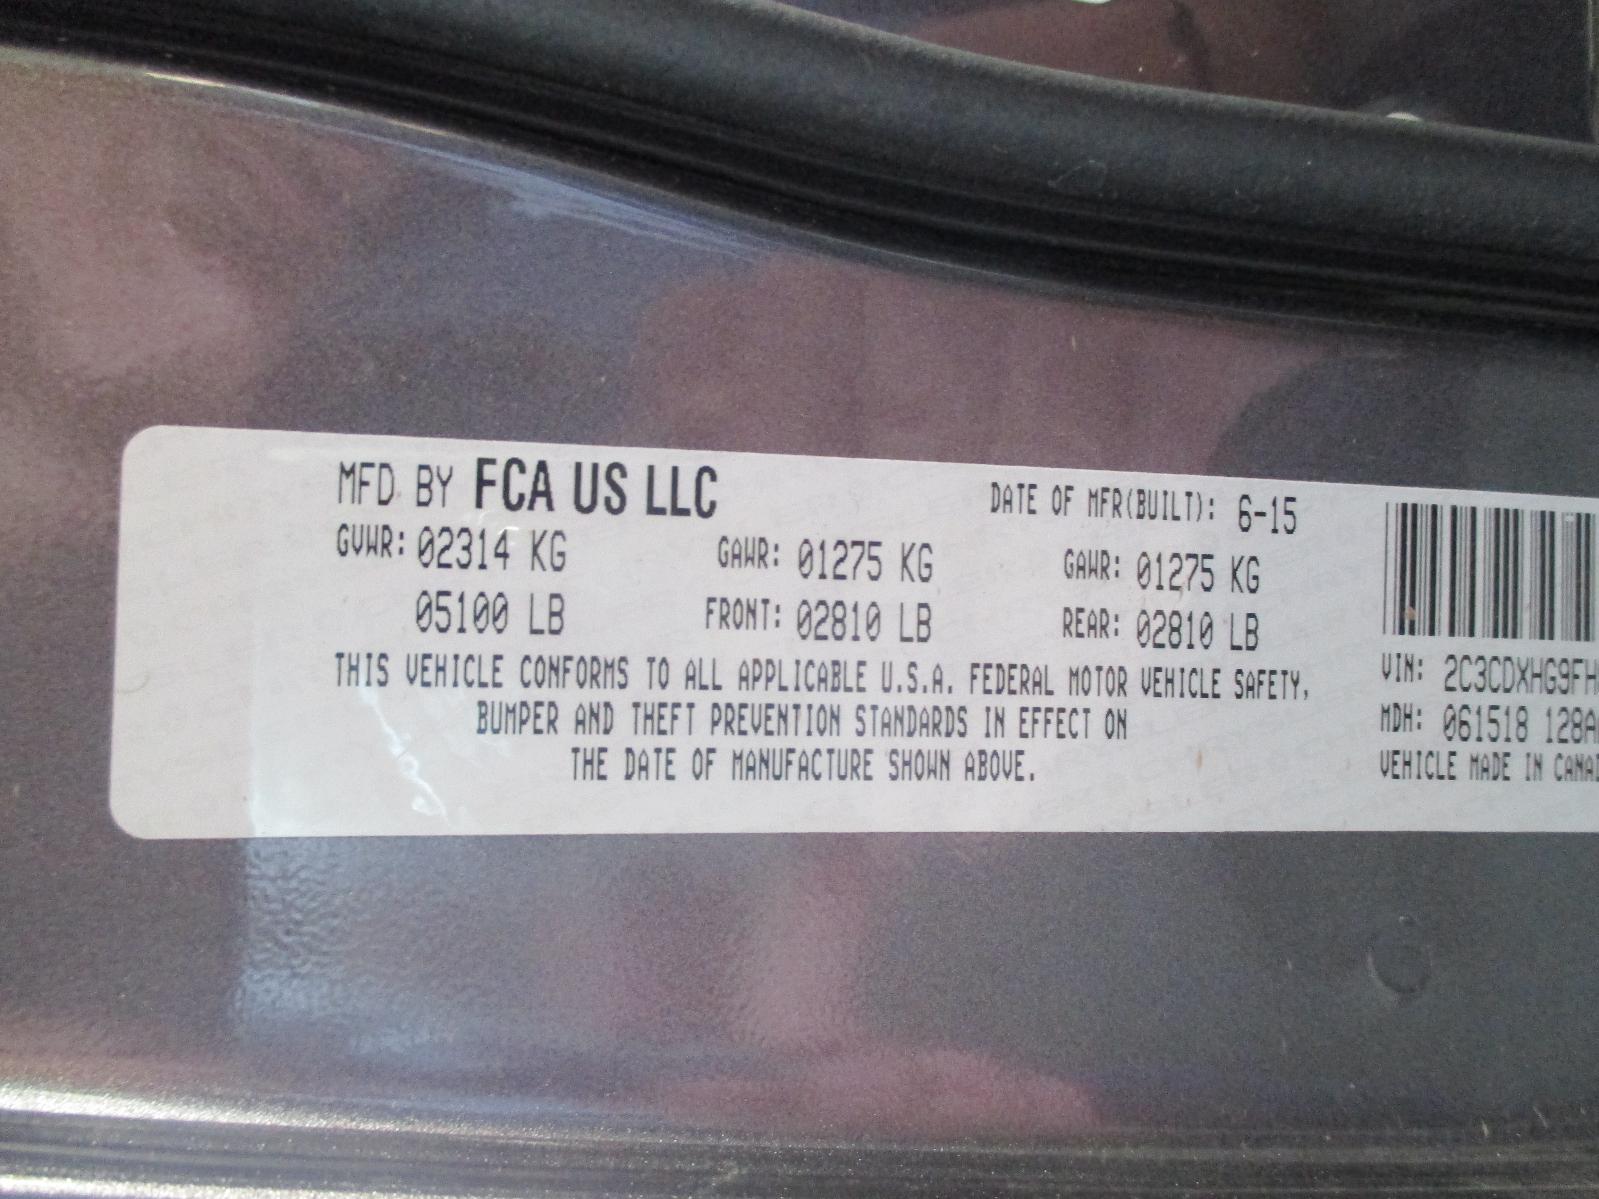 MFD BY FCA US LLC DATE OF MFR(BUILT): 6-15
GVWR: 02314 KG GAWR: 01275 KG GAWR: 01275 KG
05100 LB FRONT: 02810 LB REAR: 02810 LB
THIS VEHICLE CONFORMS TO ALL APPLICABLE U.S.A. FEDERAL MOTOR VEHICLE SAFETY,
BUMPER AND THEFT PREVENTION STANDARDS IN EFFECT ON
THE DATE OF MANUFACTURE SHOWN ABOVE.
VIN: 2C3CDXHG9FH
MDH: 061518 128A
VEHICLE MADE IN CANA